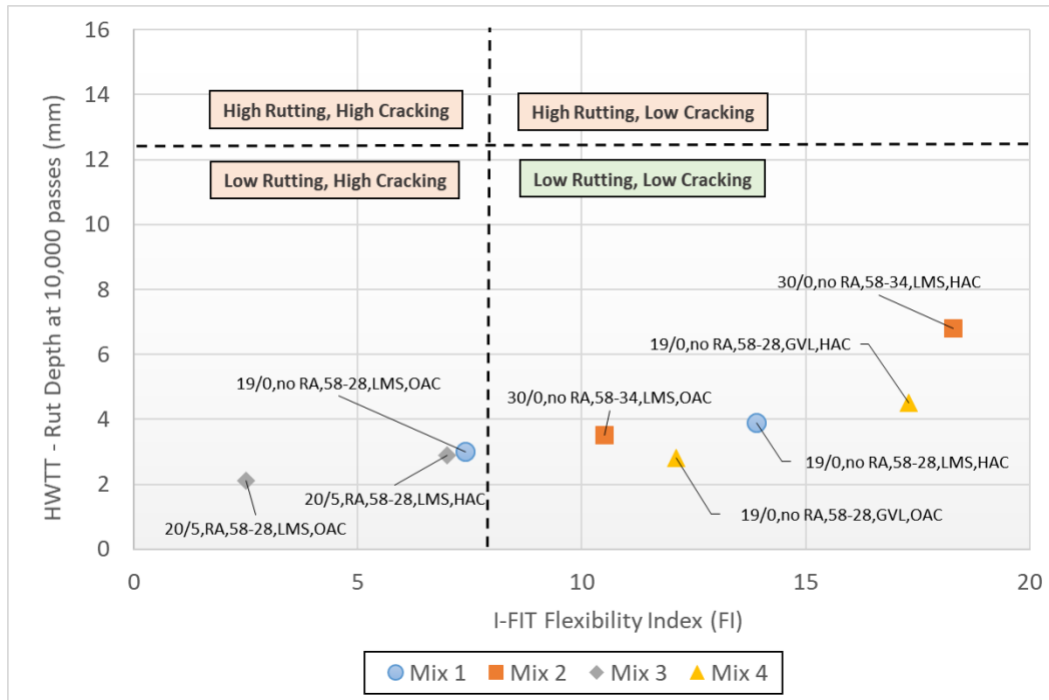 HWTT - Rut Depth at 10,000 passes (mm)
16
14
12
10
8
6
4
2
0
High Rutting, High Cracking
High Rutting, Low Cracking
Low Rutting, High Cracking
Low Rutting, Low Cracking
30/0,no RA,58-34,LMS,HAC
19/0,no RA,58-28,GVL,HAC
19/0,no RA,58-28,LMS,OAC
30/0,no RA,58-34,LMS,OAC
19/0,no RA,58-28,LMS,HAC
20/5,RA,58-28,LMS,HAC
19/0,no RA,58-28,GVL,OAC
20/5,RA,58-28,LMS,OAC
0 5 10 15 20
I-FIT Flexibility Index (FI)
Mix 1 Mix 2 Mix 3 Mix 4